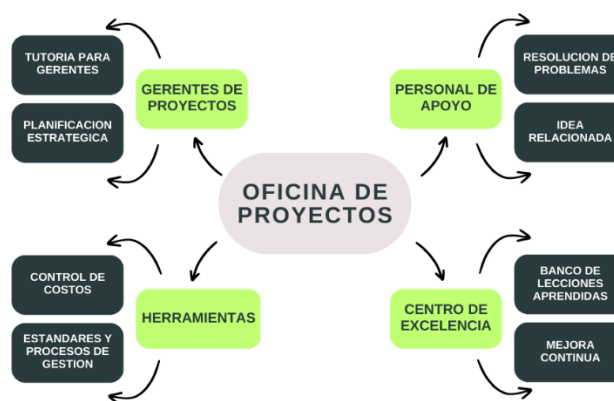 TUTORIA PARA
GERENTES
PLANIFICACION
ESTRATEGICA
GERENTES DE
PROYECTOS
PERSONAL DE
APOYO
RESOLUCION DE
PROBLEMAS
IDEA
RELACIONADA
OFICINA DE
PROYECTOS
CONTROL DE
COSTOS
ESTANDARES Y
PROCESOS DE
GESTION
HERRAMIENTAS
CENTRO DE
EXCELENCIA
BANCO DE
LECCIONES
APRENDIDAS
MEJORA
CONTINUA